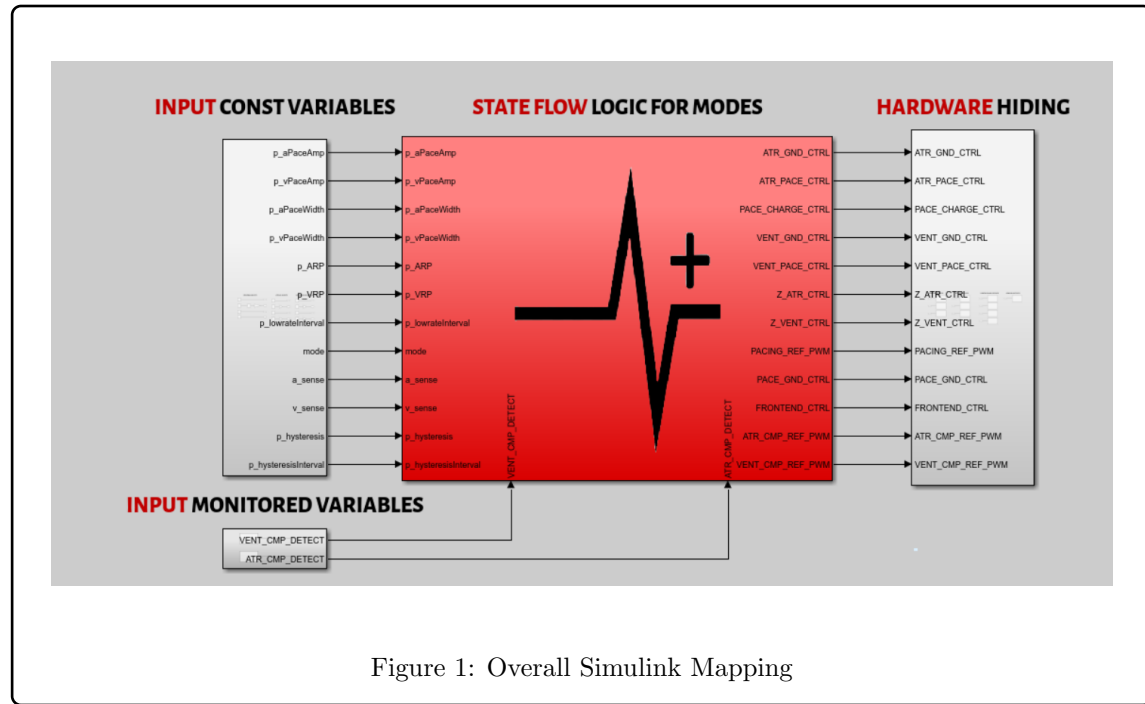 INPUT CONST VARIABLES
p_aPaceAmp
p_vPaceAmp
p_aPaceWidth
p_vPaceWidth
p_ARP
p_VRP
p_lowrateInterval
mode
a_sense
v_sense
p_hysteresis
p_hysteresisInterval
STATE FLOW LOGIC FOR MODES
p_aPaceAmp
p_vPaceAmp
p_aPaceWidth
p_vPaceWidth
p_ARP
p_VRP
p_lowrateInterval
mode
a_sense
v_sense
p_hysteresis
p_hysteresisInterval
VENT_CMP_DETECT
ATR_CMP_DETECT
ATR_GND_CTRL
ATR_PACE_CTRL
PACE_CHARGE_CTRL
VENT_GND_CTRL
VENT_PACE_CTRL
Z_ATR_CTRL
Z_VENT_CTRL
PACING_REF_PWM
PACE_GND_CTRL
FRONTEND_CTRL
ATR_CMP_REF_PWM
VENT_CMP_REF_PWM
HARDWARE HIDING
ATR_GND_CTRL
ATR_PACE_CTRL
PACE_CHARGE_CTRL
VENT_GND_CTRL
VENT_PACE_CTRL
Z_ATR_CTRL
Z_VENT_CTRL
PACING_REF_PWM
PACE_GND_CTRL
FRONTEND_CTRL
ATR_CMP_REF_PWM
VENT_CMP_REF_PWM
INPUT MONITORED VARIABLES
VENT_CMP_DETECT
ATR_CMP_DETECT
Figure 1: Overall Simulink Mapping